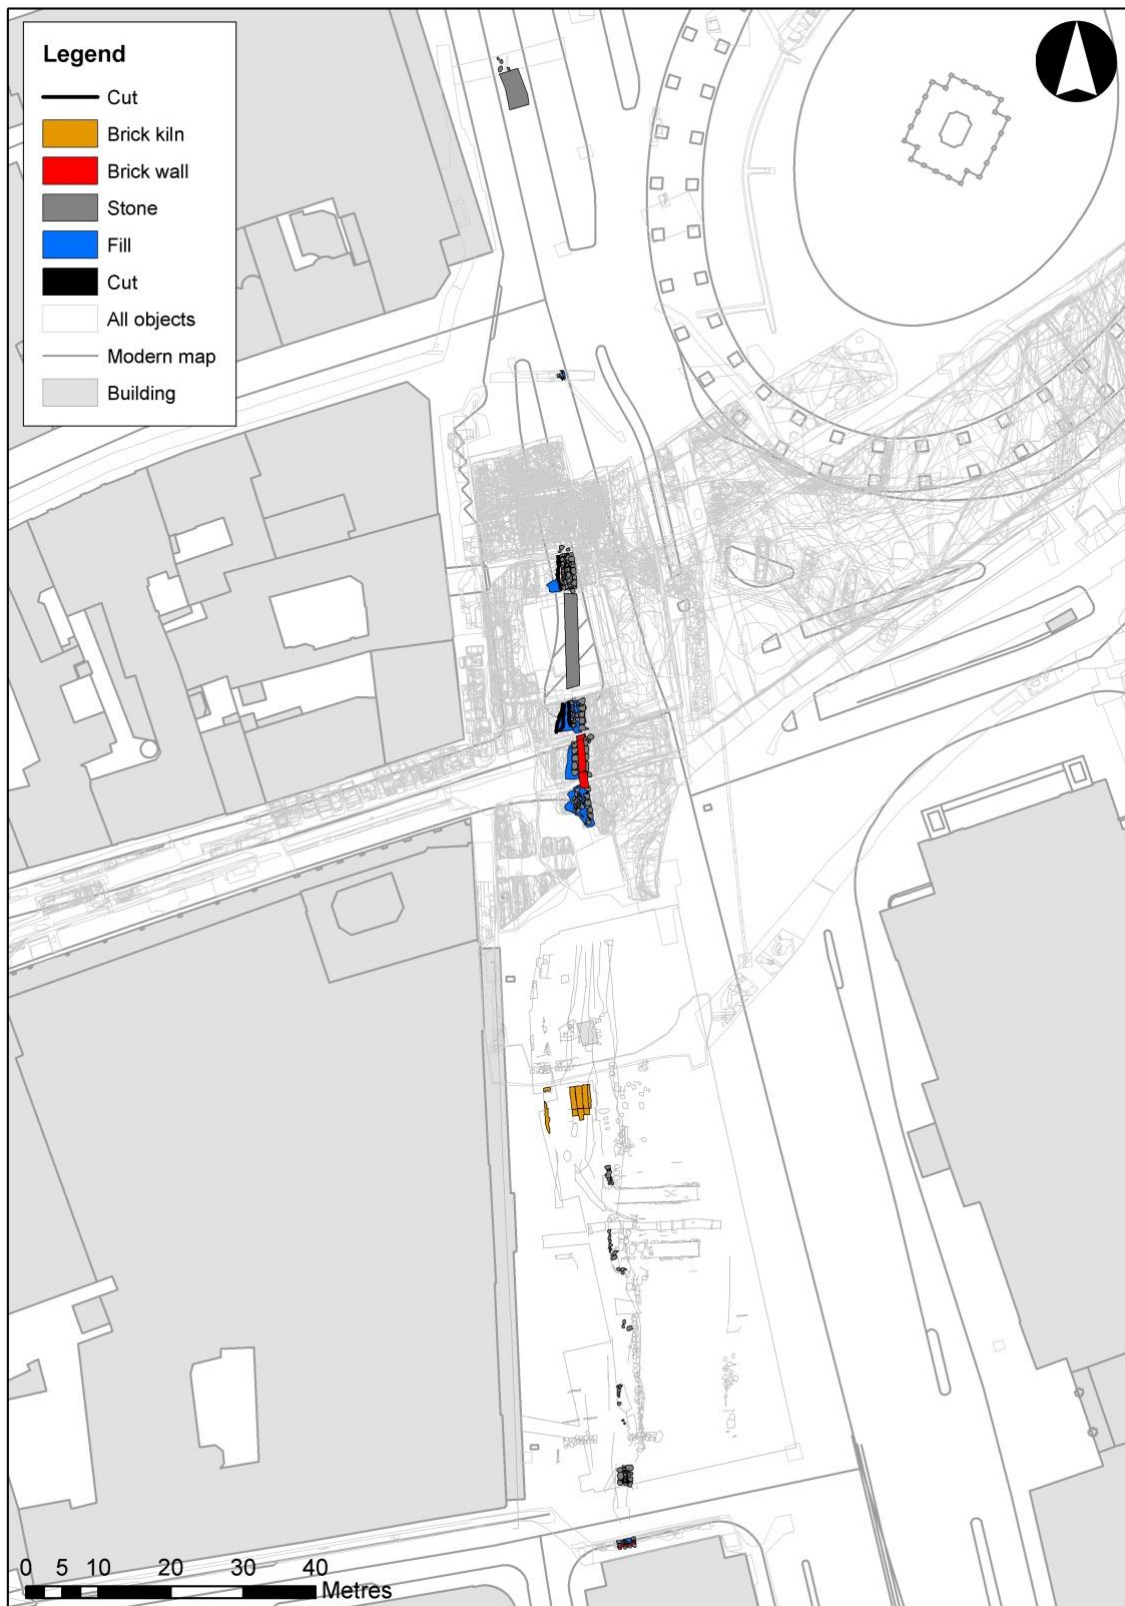 Legend
Cut
Brick kiln
Brick wall
Stone
Fill
Cut
All objects
Modern map
Building
0 5 10 20 30 40
Metres